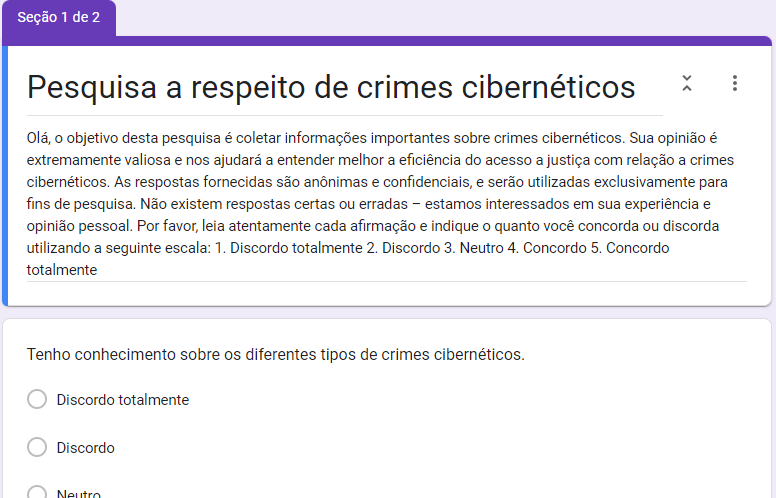 Seção 1 de 2
Pesquisa a respeito de crimes cibernéticos
Olá, o objetivo desta pesquisa é coletar informações importantes sobre crimes cibernéticos. Sua opinião é
extremamente valiosa e nos ajudará a entender melhor a eficiência do acesso a justiça com relação a crimes
cibernéticos. As respostas fornecidas são anônimas e confidenciais, e serão utilizadas exclusivamente para
fins de pesquisa. Não existem respostas certas ou erradas – estamos interessados em sua experiência e
opinião pessoal. Por favor, leia atentamente cada afirmação e indique o quanto você concorda ou discorda
utilizando a seguinte escala: 1. Discordo totalmente 2. Discordo 3. Neutro 4. Concordo 5. Concordo
totalmente
Tenho conhecimento sobre os diferentes tipos de crimes cibernéticos.
Discordo totalmente
Discordo
Neutro